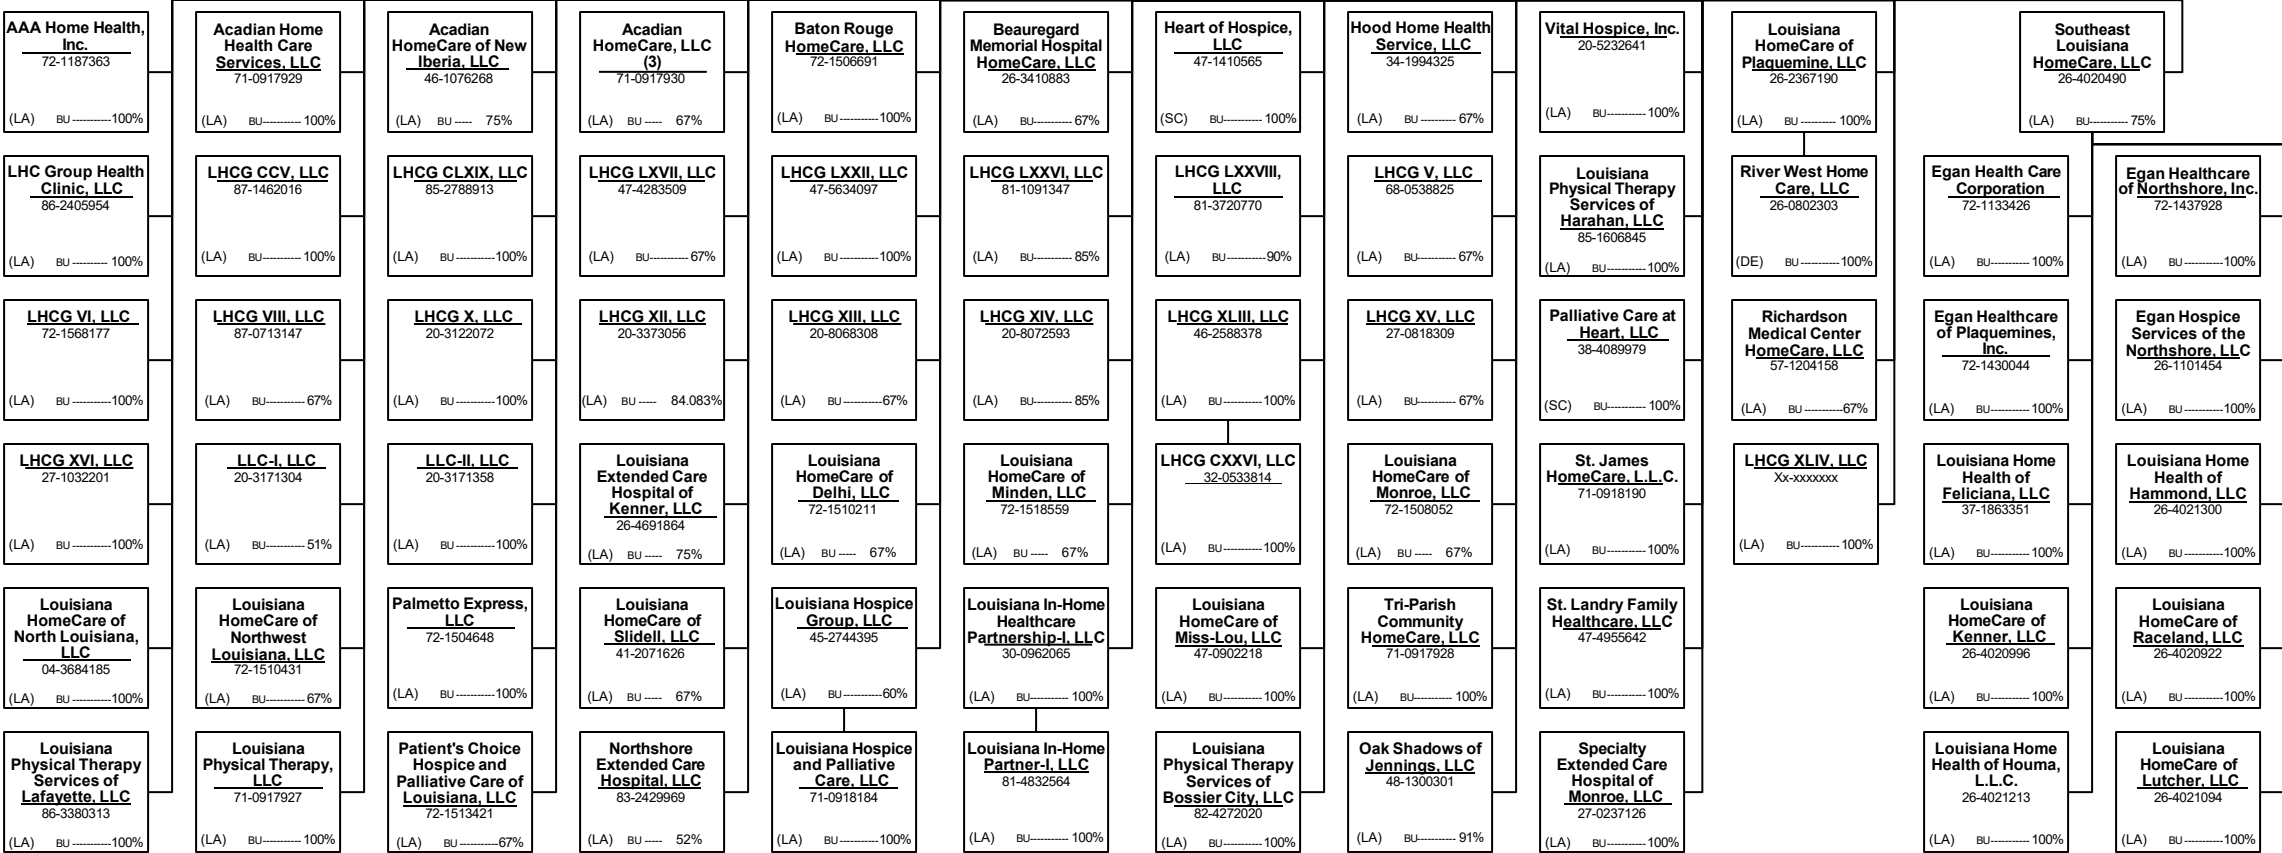 AAA Home Health,
Inc.
72-1187363
(LA) BU -----------100%
Acadian Home
Health Care
Services, LLC
71-0917929
(LA) BU----------- 100%
Acadian
HomeCare of New
Iberia, LLC
46-1076268
(LA) BU ----- 75%
Acadian
HomeCare, LLC
(3)
71-0917930
(LA) BU ----- 67%
Baton Rouge
HomeCare, LLC
72-1506691
(LA) BU -----------100%
Beauregard
Memorial Hospital
HomeCare, LLC
26-3410883
(LA) BU----------- 67%
Heart of Hospice,
LLC
47-1410565
(SC) BU----------- 100%
Hood Home Health
Service, LLC
34-1994325
(LA) BU----------- 67%
Vital Hospice, Inc.
20-5232641
(LA) BU-----------100%
Louisiana
HomeCare of
Plaquemine, LLC
26-2367190
(LA) BU ----------- 100%
Southeast
Louisiana
HomeCare, LLC
26-4020490
(LA) BU----------- 75%
LHC Group Health
Clinic, LLC
86-2405954
(LA) BU ---------- 100%
LHCG CCV, LLC
87-1462016
(LA) BU----------- 100%
LHCG CLXIX, LLC
85-2788913
(LA) BU -----------100%
LHCG LXVII, LLC
47-4283509
(LA) BU----------- 67%
LHCG LXXII, LLC
47-5634097
(LA) BU -----------100%
LHCG LXXVI, LLC
81-1091347
(LA) BU----------- 85%
LHCG LXXVIII,
LLC
81-3720770
(LA) BU-----------90%
LHCG V, LLC
68-0538825
(LA) BU----------- 67%
Louisiana
Physical Therapy
Services of
Harahan, LLC
85-1606845
(LA) BU-----------100%
River West Home
Care, LLC
26-0802303
(DE) BU -----------100%
Egan Health Care
Corporation
72-1133426
(LA) BU----------- 100%
Egan Healthcare
of Northshore, Inc.
72-1437928
(LA) BU -----------100%
LHCG VI, LLC
72-1568177
(LA) BU -----------100%
LHCG VIII, LLC
87-0713147
(LA) BU----------- 67%
LHCG X, LLC
20-3122072
(LA) BU -----------100%
LHCG XII, LLC
20-3373056
(LA) BU ----- 84.083%
LHCG XIII, LLC
20-8068308
(LA) BU -----------67%
LHCG XIV, LLC
20-8072593
(LA) BU----------- 85%
LHCG XLIII, LLC
46-2588378
(LA) BU-----------100%
LHCG XV, LLC
27-0818309
(LA) BU----------- 67%
Palliative Care at
Heart, LLC
38-4089979
(SC) BU----------- 100%
Richardson
Medical Center
HomeCare, LLC
57-1204158
(LA) BU -----------67%
Egan Healthcare
of Plaquemines,
Inc.
72-1430044
(LA) BU----------- 100%
Egan Hospice
Services of the
Northshore, LLC
26-1101454
(LA) BU----------- 100%
LHCG XVI, LLC
27-1032201
(LA) BU -----------100%
LLC-I, LLC
20-3171304
(LA) BU----------- 51%
LLC-II, LLC
20-3171358
(LA) BU -----------100%
Louisiana
Extended Care
Hospital of
Kenner, LLC
26-4691864
(LA) BU ----- 75%
Louisiana
HomeCare of
Delhi, LLC
72-1510211
(LA) BU ----- 67%
Louisiana
HomeCare of
Minden, LLC
72-1518559
(LA) BU ----- 67%
LHCG CXXVI, LLC
32-0533814
(LA) BU-----------100%
Louisiana
HomeCare of
Monroe, LLC
72-1508052
(LA) BU ----- 67%
St. James
HomeCare, L.L.C.
71-0918190
(LA) BU-----------100%
LHCG XLIV, LLC
Xx-xxxxxxx
(LA) BU----------- 100%
Louisiana Home
Health of
Feliciana, LLC
37-1863351
(LA) BU----------- 100%
Louisiana Home
Health of
Hammond, LLC
26-4021300
(LA) BU-----------100%
Louisiana
HomeCare of
North Louisiana,
LLC
04-3684185
(LA) BU -----------100%
Louisiana
HomeCare of
Northwest
Louisiana, LLC
72-1510431
(LA) BU-----------67%
Palmetto Express,
LLC
72-1504648
(LA) BU -----------100%
Louisiana
HomeCare of
Slidell, LLC
41-2071626
(LA) BU ----- 67%
Louisiana Hospice
Group, LLC
45-2744395
(LA) BU -----------60%
Louisiana In-Home
Healthcare
Partnership-I, LLC
30-0962065
(LA) BU----------- 100%
Louisiana
HomeCare of
Miss-Lou, LLC
47-0902218
(LA) BU-----------100%
Tri-Parish
Community
HomeCare, LLC
71-0917928
(LA) BU----------- 100%
St. Landry Family
Healthcare, LLC
47-4955642
(LA) BU-----------100%
Louisiana
HomeCare of
Kenner, LLC
26-4020996
(LA) BU----------- 100%
Louisiana
HomeCare of
Raceland, LLC
26-4020922
(LA) BU-----------100%
Louisiana
Physical Therapy
Services of
Lafayette, LLC
86-3380313
(LA) BU -----------100%
Louisiana
Physical Therapy,
LLC
71-0917927
(LA) BU----------- 100%
Patient's Choice
Hospice and
Palliative Care of
Louisiana, LLC
72-1513421
(LA) BU -----------67%
Northshore
Extended Care
Hospital, LLC
83-2429969
(LA) BU ----- 52%
Louisiana Hospice
and Palliative
Care, LLC
71-0918184
(LA) BU-----------100%
Louisiana In-Home
Partner-I, LLC
81-4832564
(LA) BU----------- 100%
Louisiana
Physical Therapy
Services of
Bossier City, LLC
82-4272020
(LA) BU-----------100%
Oak Shadows of
Jennings, LLC
48-1300301
(LA) BU----------- 91%
Specialty
Extended Care
Hospital of
Monroe, LLC
27-0237126
(LA) BU-----------100%
Louisiana Home
Health of Houma,
L.L.C.
26-4021213
(LA) BU----------- 100%
Louisiana
HomeCare of
Lutcher, LLC
26-4021094
(LA) BU-----------100%